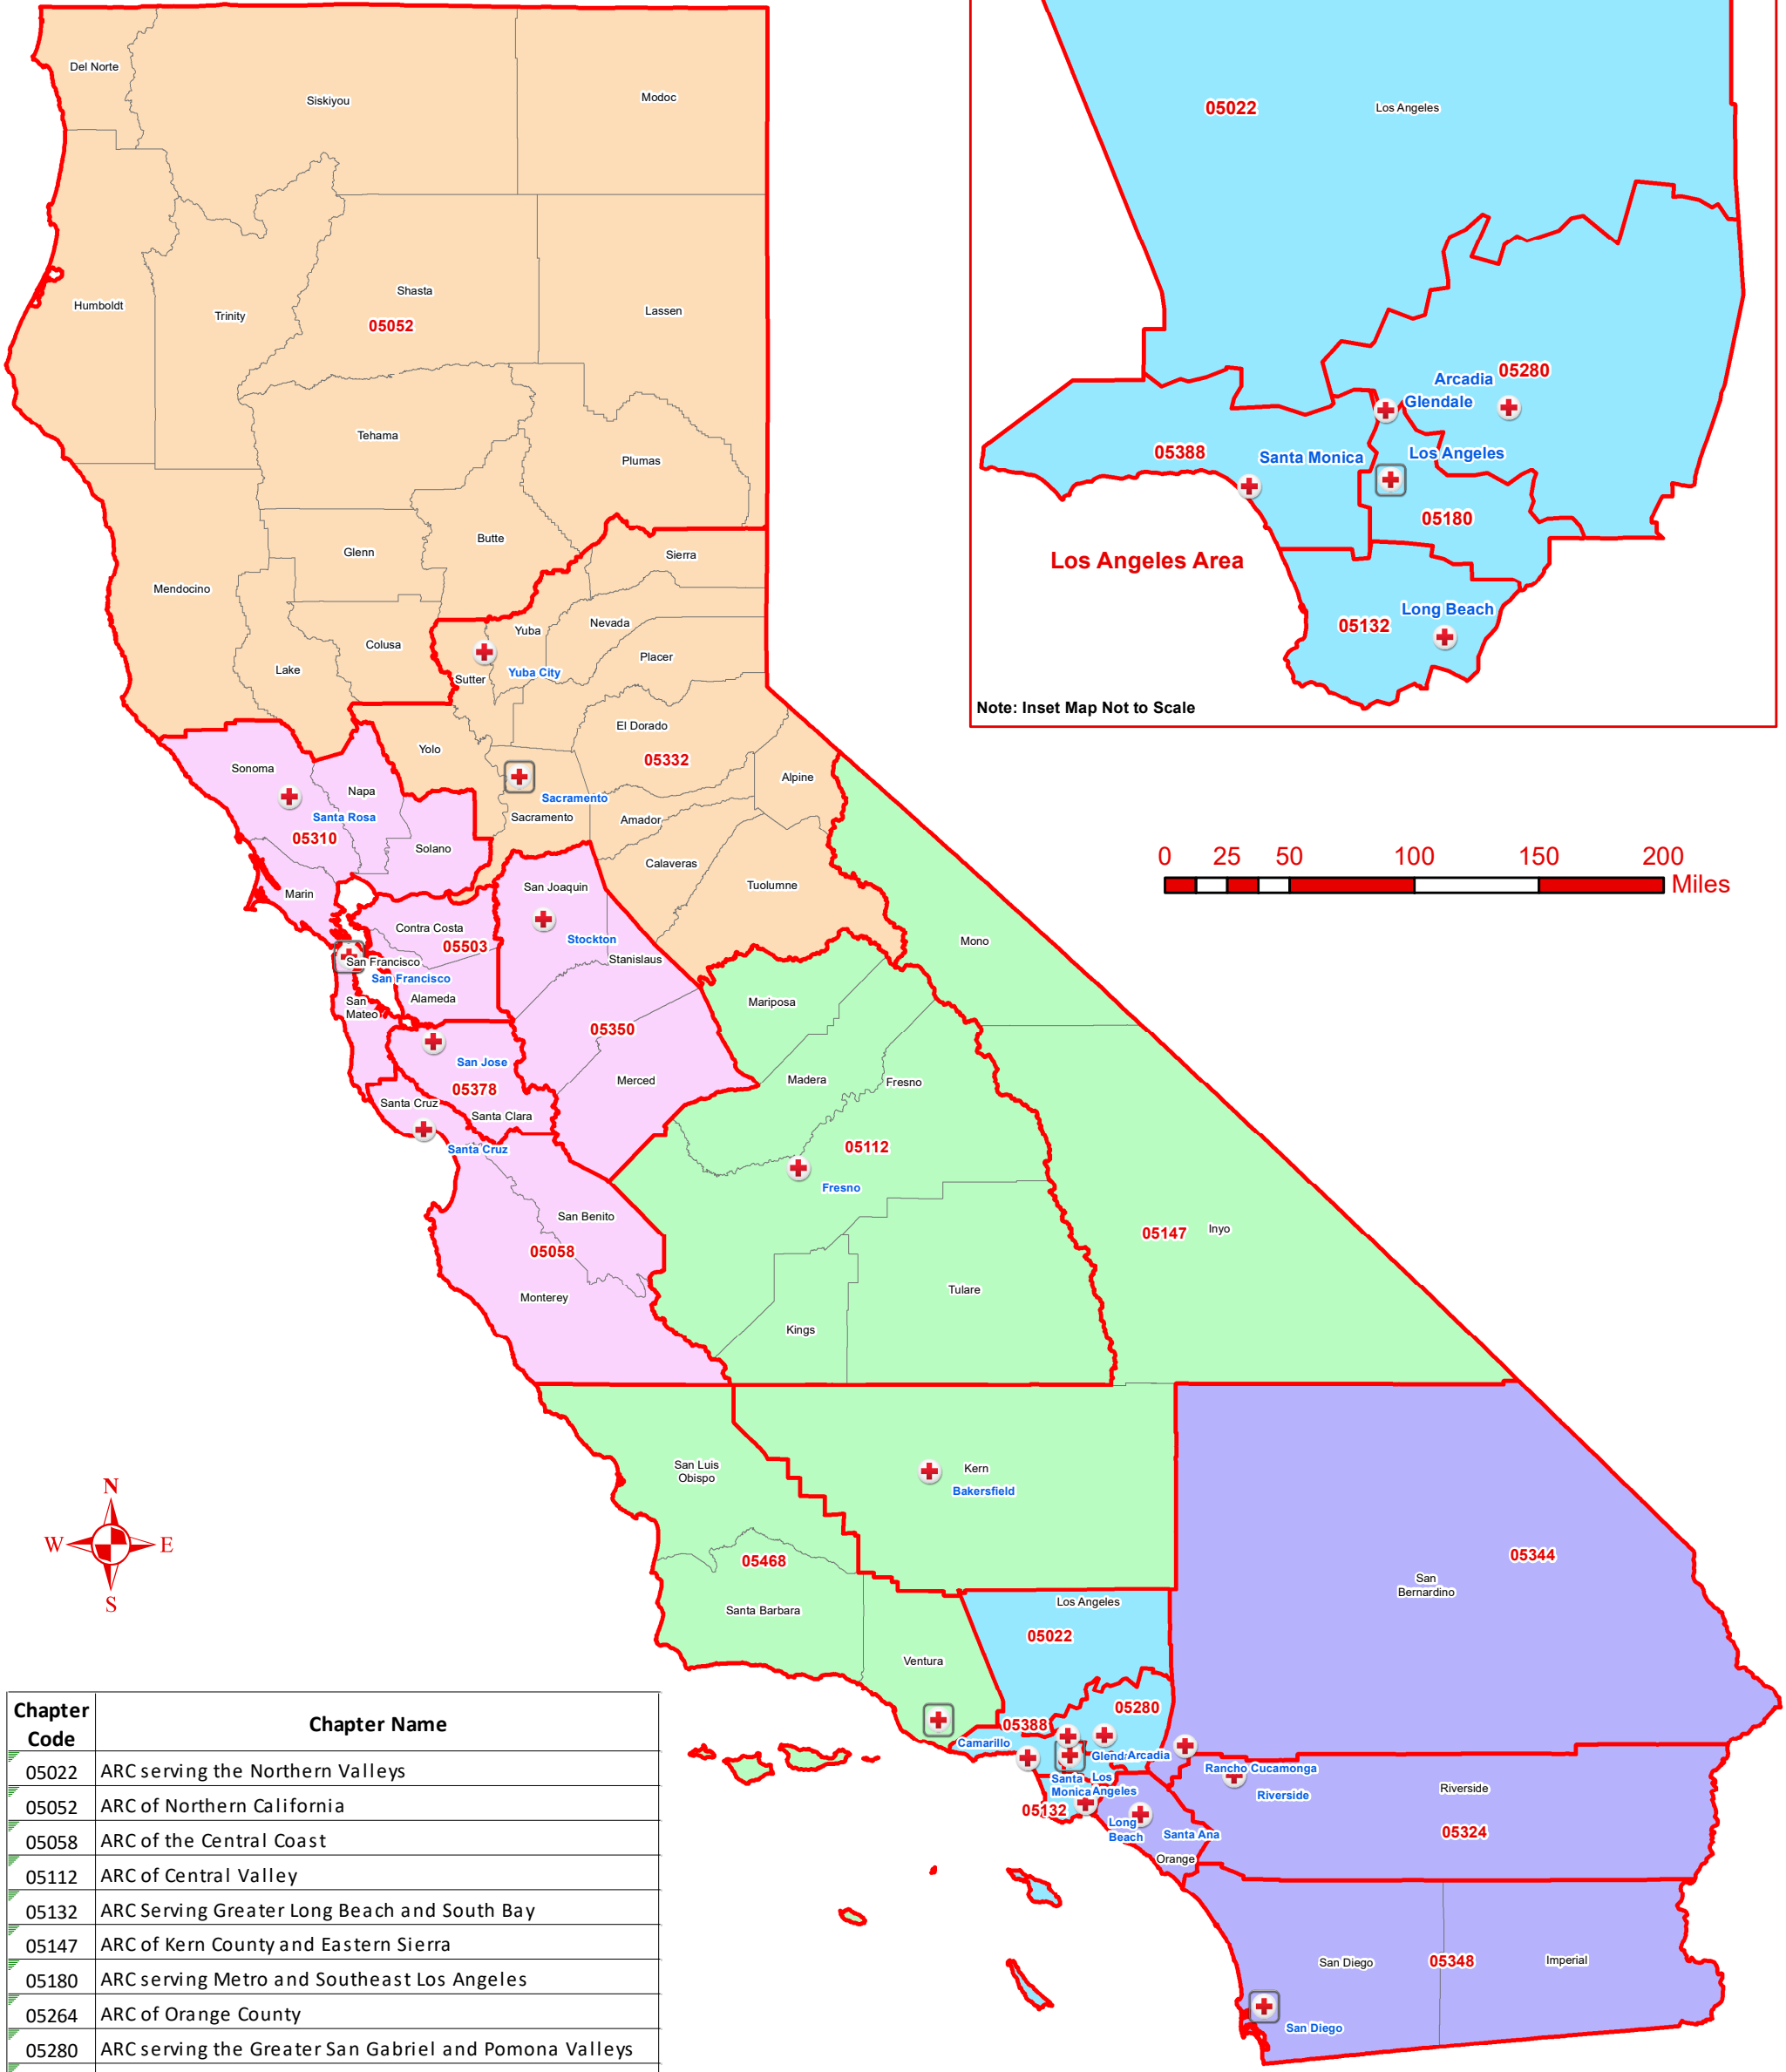 Del Norte
Siskiyou
Modoc
Humboldt
Trinity
Shasta
05052
Lassen
Tehama
Plumas
Mendocino
Glenn
Butte
Sierra
Lake
Colusa
Yuba
Nevada
Placer
Sutter
Yuba City
El Dorado
05332
Yolo
Alpine
Sacramento
Sacramento
Amador
Calaveras
Tuolumne
Sonoma
Napa
Santa Rosa
05310
Solano
Marin
San Joaquin
Stockton
Contra Costa
05503
Stanislaus
San Francisco
San Francisco
Alameda
San
Mateo
05350
San Jose
05378
Merced
Santa Cruz
Santa Clara
Santa Cruz
San Benito
05058
Monterey
Mono
Mariposa
Madera
Fresno
05112
Fresno
05147
Inyo
Tulare
Kings
San Luis
Obispo
Kern
Bakersfield
05468
Santa Barbara
Ventura
Los Angeles
05022
05280
05388
Camarillo
Glend
Arcadia
Santa
Monica
Los
Angeles
05132
Long
Beach
Santa Ana
Orange
Rancho Cucamonga
Riverside
Riverside
05324
05344
San
Bernardino
San Diego
05348
Imperial
San Diego
05022
Los Angeles
05280
Arcadia
Glendale
05388
Santa Monica
Los Angeles
05180
Los Angeles Area
Long Beach
05132
Note: Inset Map Not to Scale
0 25 50 100 150 200
Miles
N
W E
S
Chapter Code Chapter Name
05022 ARC serving the Northern Valleys
05052 ARC of Northern California
05058 ARC of the Central Coast
05112 ARC of Central Valley
05132 ARC Serving Greater Long Beach and South Bay
05147 ARC of Kern County and Eastern Sierra
05180 ARC serving Metro and Southeast Los Angeles
05264 ARC of Orange County
05280 ARC serving the Greater San Gabriel and Pomona Valleys